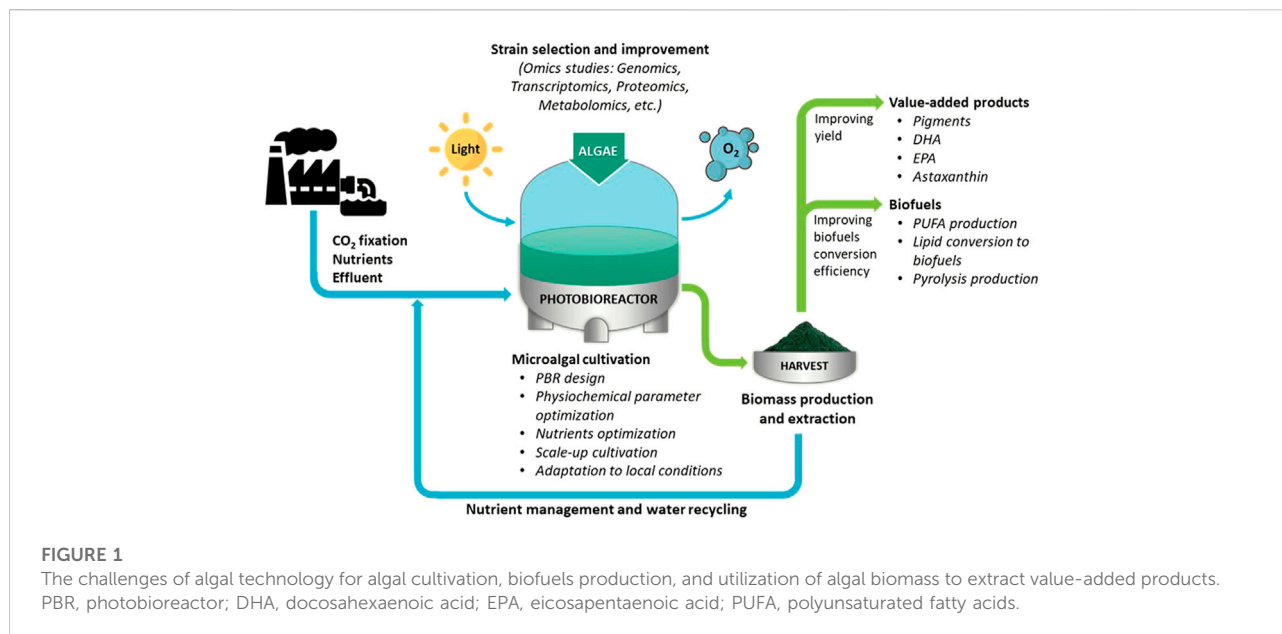 Strain selection and improvement
(Omics studies: Genomics,
Transcriptomics, Proteomics,
Metabolomics, etc.)
Light
ALGAE
O₂
CO₂ fixation
Nutrients
Effluent
PHOTOBIOREACTOR
Microalgal cultivation
• PBR design
• Physiochemical parameter
optimization
• Nutrients optimization
• Scale-up cultivation
• Adaptation to local conditions
HARVEST
Biomass production
and extraction
Improving
yield
Value-added products
• Pigments
• DHA
• EPA
• Astaxanthin
Improving
biofuels
conversion
efficiency
Biofuels
• PUFA production
• Lipid conversion to
biofuels
• Pyrolysis production
Nutrient management and water recycling
FIGURE 1
The challenges of algal technology for algal cultivation, biofuels production, and utilization of algal biomass to extract value-added products.
PBR, photobioreactor; DHA, docosahexaenoic acid; EPA, eicosapentaenoic acid; PUFA, polyunsaturated fatty acids.